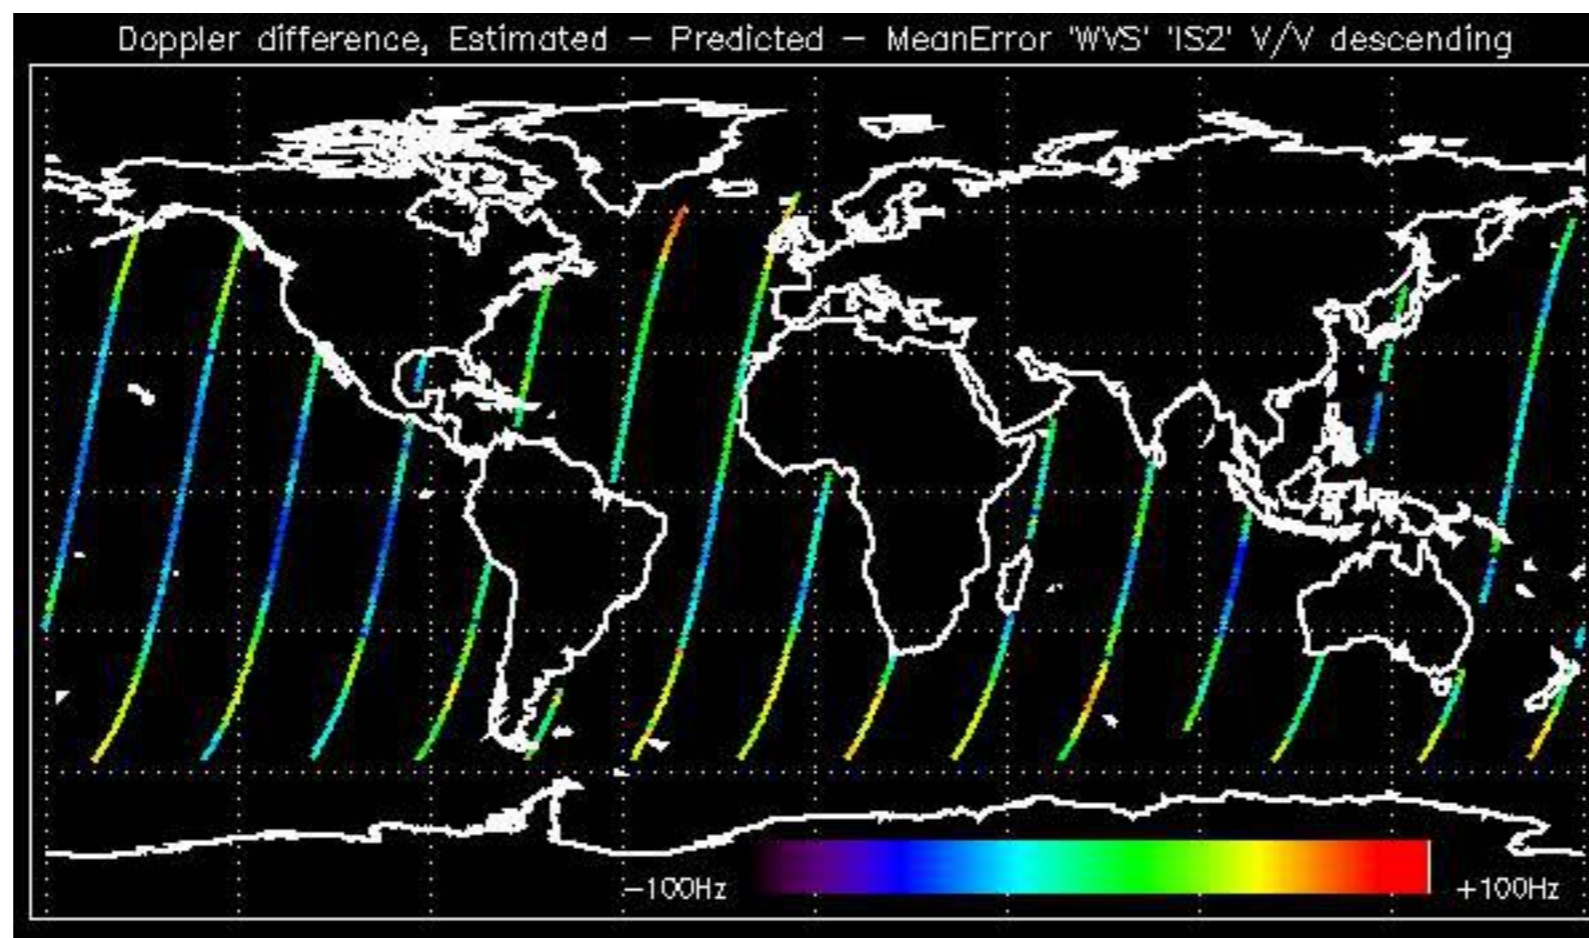 Doppler difference, Estimated – Predicted – MeanError 'WVS' 'IS2' V/V descending
-100Hz +100Hz